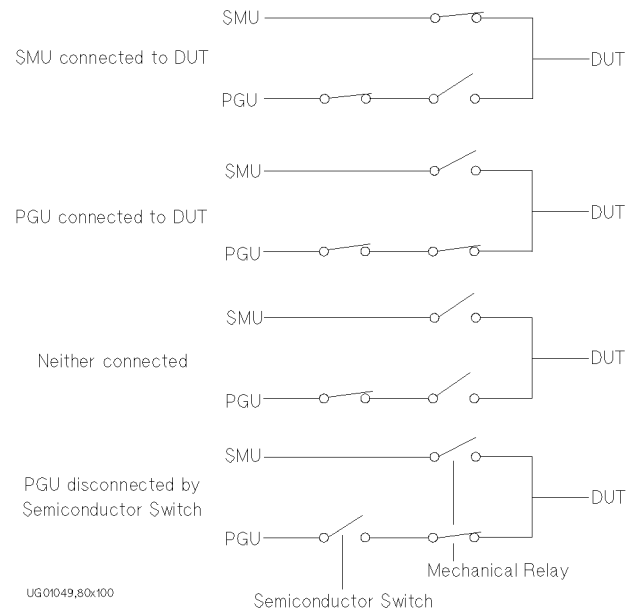 SMU
SMU connected to DUT
DUT
PGU
SMU
PGU connected to DUT
DUT
PGU
SMU
Neither connected
DUT
PGU
SMU
PGU disconnected by
Semiconductor Switch
DUT
PGU
Mechanical Relay
UG01049,80x100
Semiconductor Switch